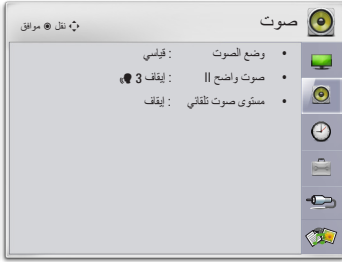 صوت
نقل موافق
• وضع الصوت : قياسي
• صوت واضح II : إيقاف 3
• مستوى صوت تلقائي : إيقاف